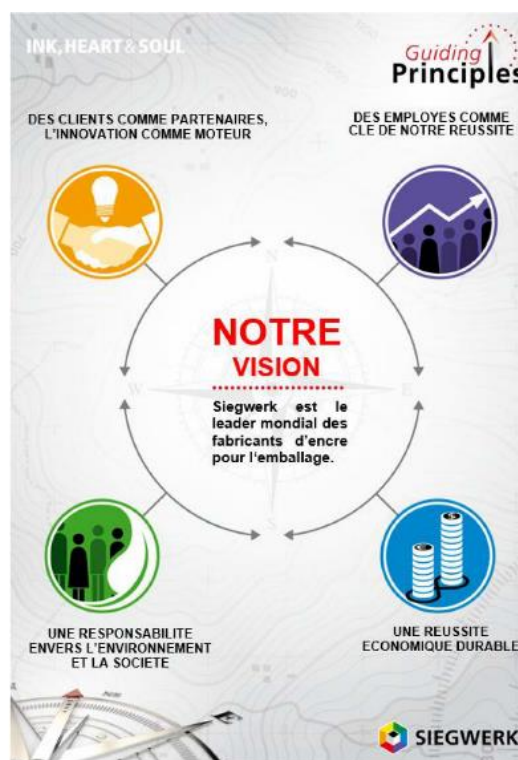 INK, HEART & SOUL
Guiding
Principles
DES CLIENTS COMME PARTENAIRES,
L'INNOVATION COMME MOTEUR
DES EMPLOYES COMME
CLE DE NOTRE REUSSITE
N
NOTRE
VISION
W
E
Siegwerk est le
leader mondial des
fabricants d'encre
pour l'emballage.
S
UNE RESPONSABILITE
ENVERS L'ENVIRONNEMENT
ET LA SOCIETE
UNE REUSSITE
ECONOMIQUE DURABLE
SIEGWERK